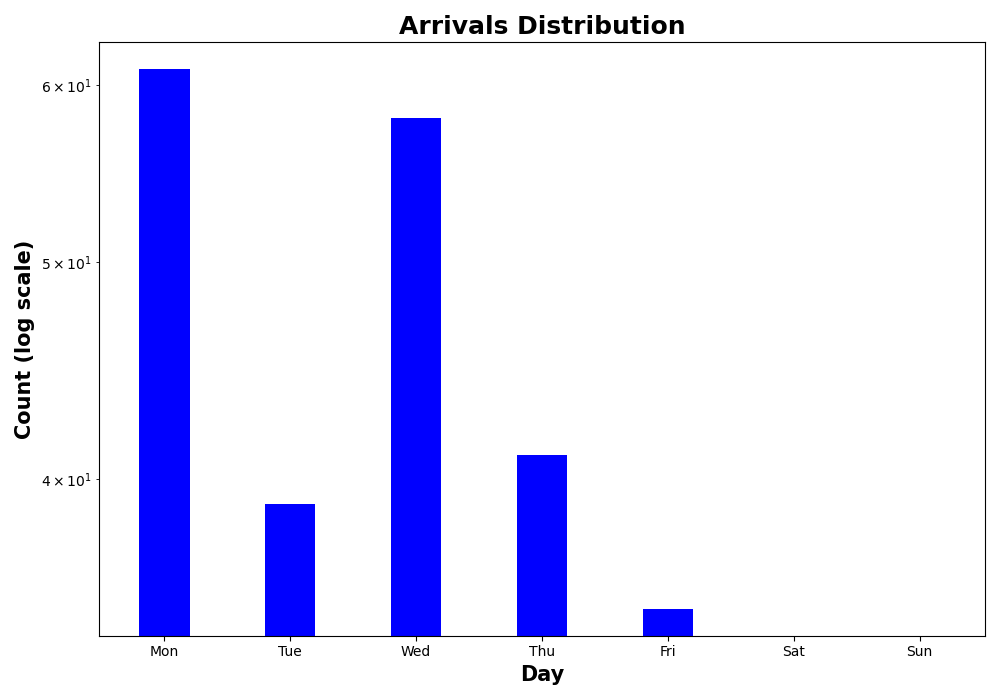 Arrivals Distribution
6 × 10¹
5 × 10¹
4 × 10¹
Count (log scale)
Mon Tue Wed Thu Fri Sat Sun
Day